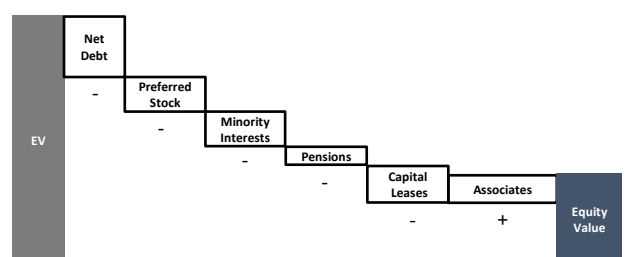 EV
Net
Debt
-
Preferred
Stock
-
Minority
Interests
-
Pensions
-
Capital
Leases
-
Associates
+
Equity
Value